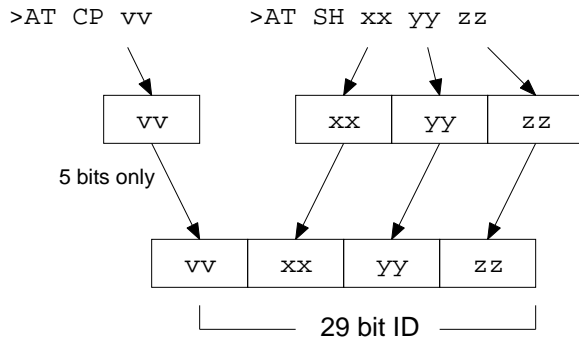 >AT CP vv >AT SH xx yy zz
vv xx yy zz
5 bits only
vv xx yy zz
29 bit ID